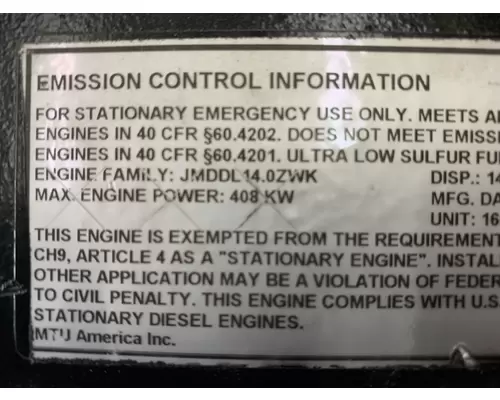 EMISSION CONTROL INFORMATION
FOR STATIONARY EMERGENCY USE ONLY. MEETS
ENGINES IN 40 CFR §60.4202. DOES NOT MEET EMISS
ENGINES IN 40 CFR §60.4201. ULTRA LOW SULFUR FU
ENGINE FAMILY: JMDDL14.0ZWK DISP.: 14
MAX. ENGINE POWER: 408 KW MFG. DA
UNIT: 16
THIS ENGINE IS EXEMPTED FROM THE REQUIREMENT
CH9, ARTICLE 4 AS A "STATIONARY ENGINE". INSTAL
OTHER APPLICATION MAY BE A VIOLATION OF FEDER
TO CIVIL PENALTY. THIS ENGINE COMPLIES WITH U.S
STATIONARY DIESEL ENGINES.
MTU America Inc.